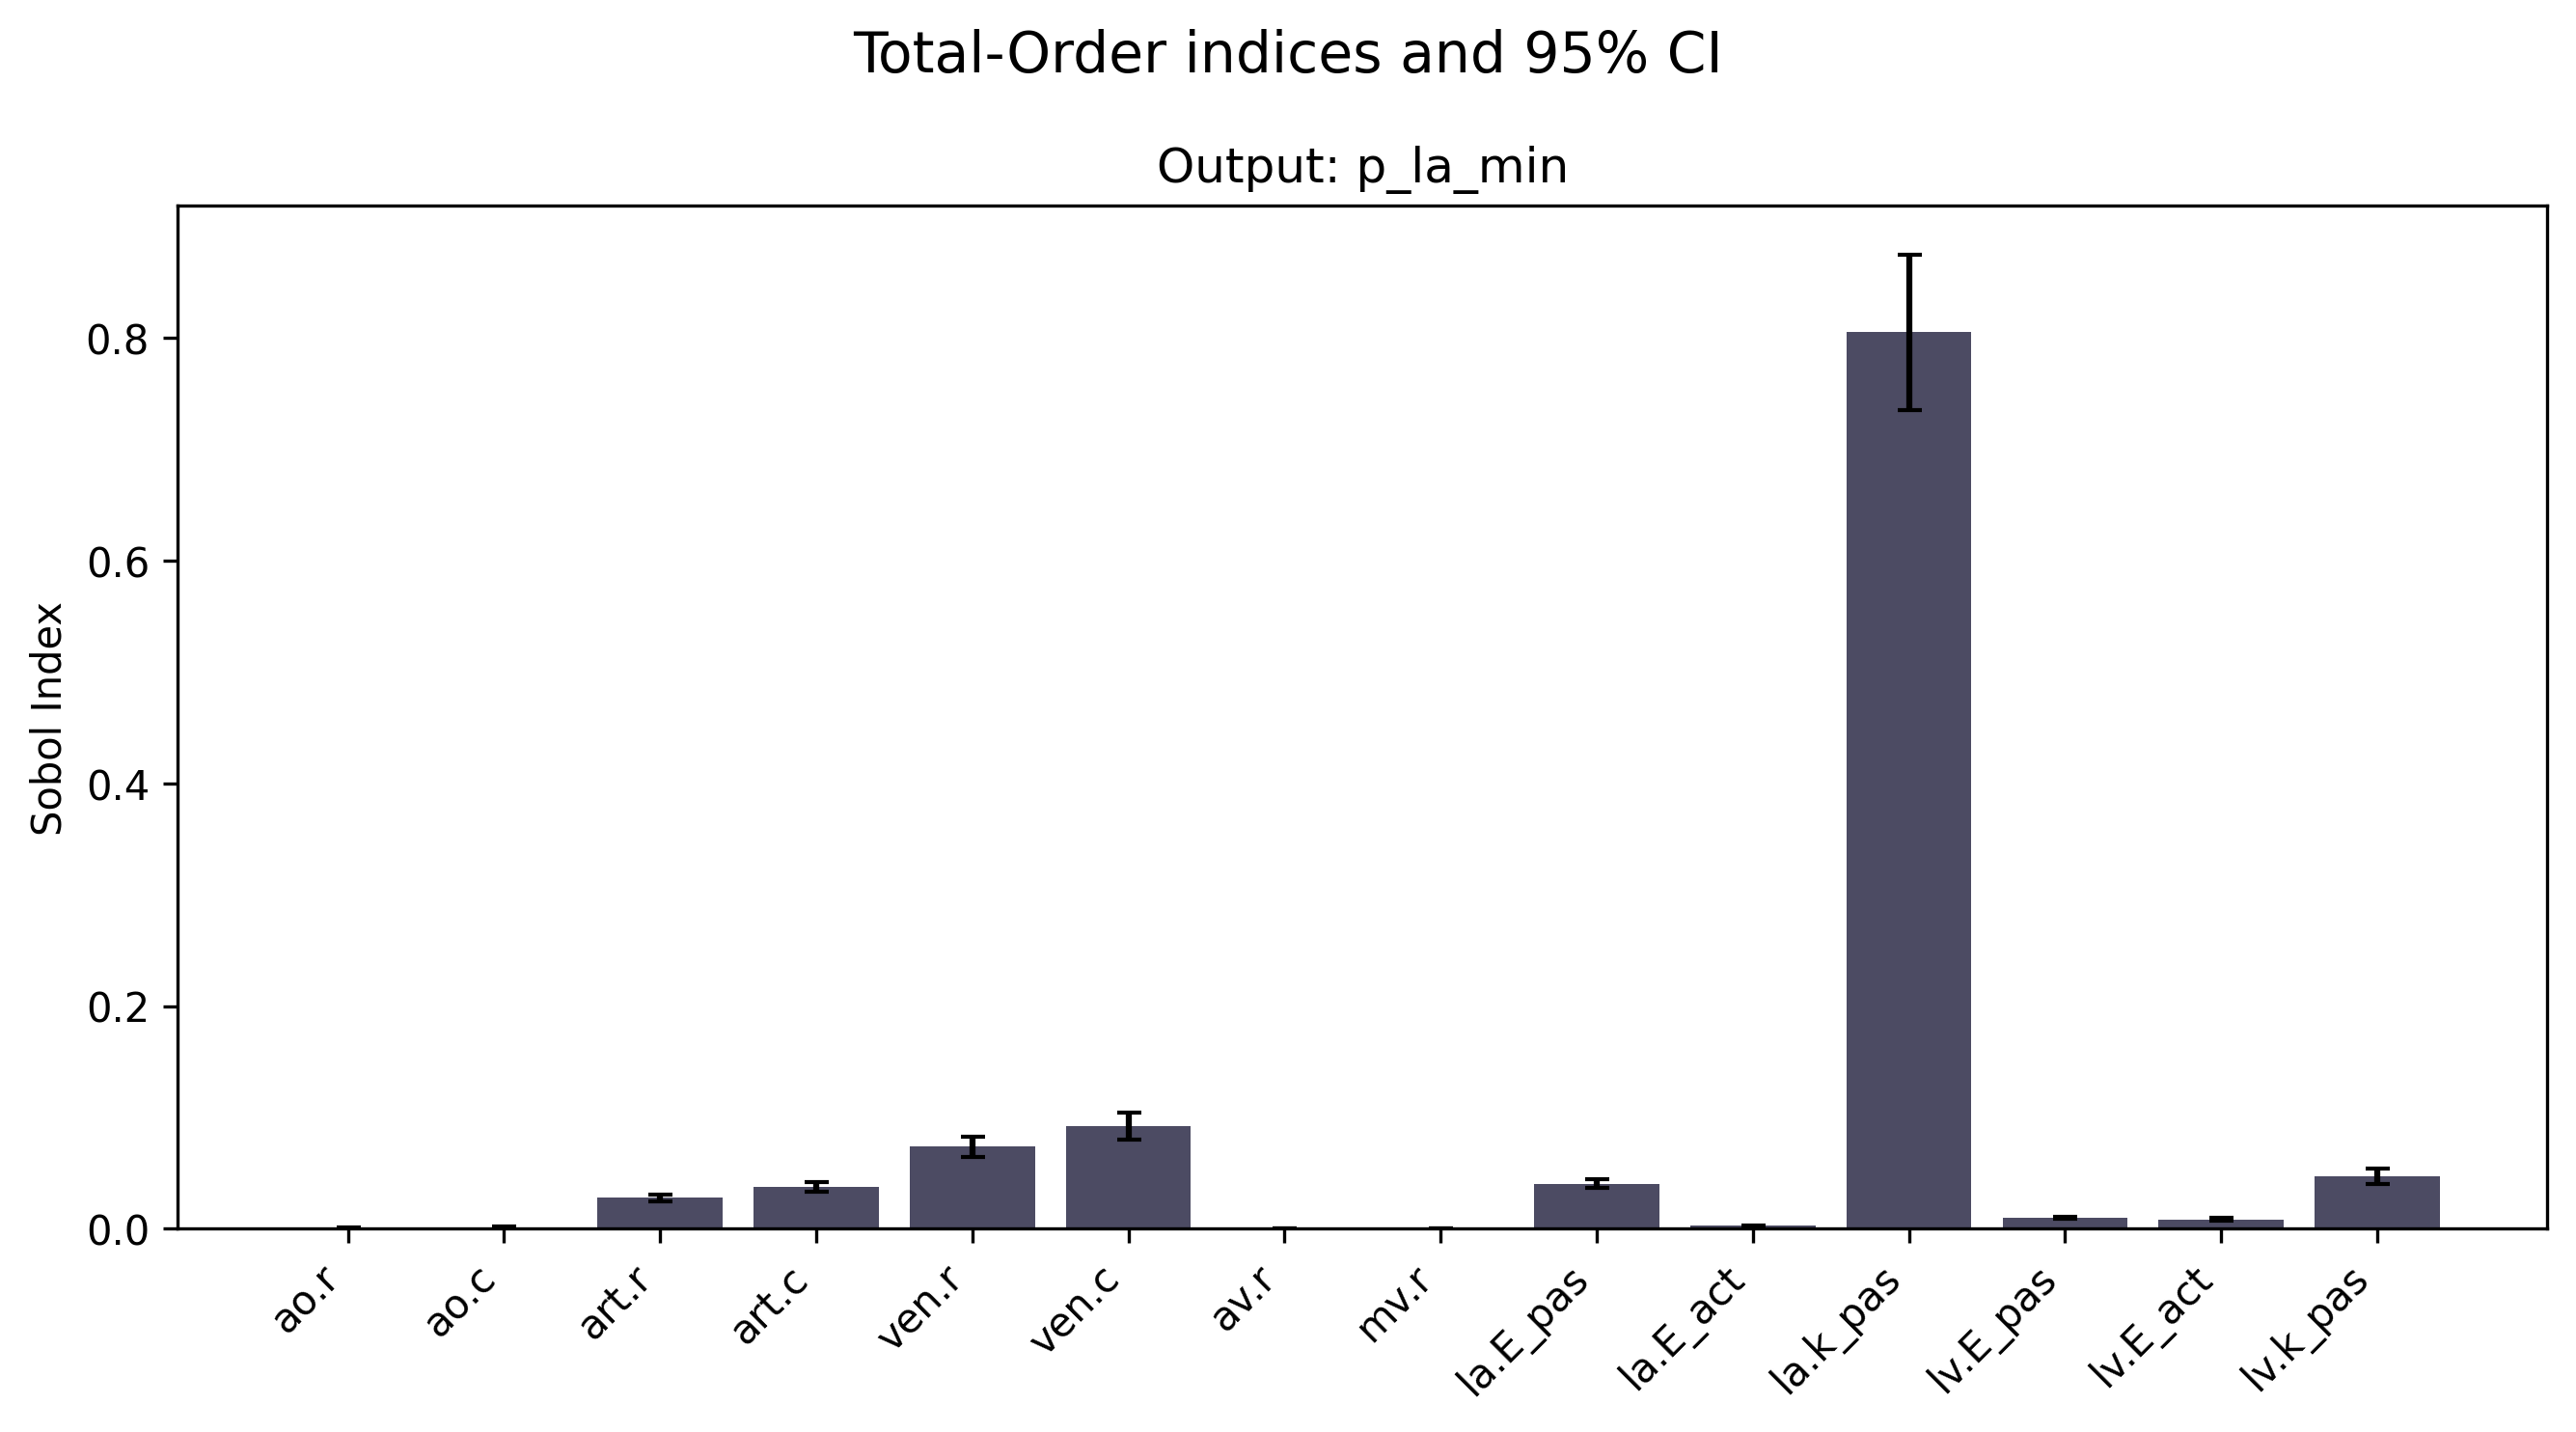 Total-Order indices and 95% CI
Output: p_la_min
Sobol Index
0.8
0.6
0.4
0.2
0.0
ao.r
ao.c
art.r
art.c
ven.r
ven.c
av.r
mv.r
la.E_pas
la.E_act
la.k_pas
lv.E_pas
lv.E_act
lv.k_pas